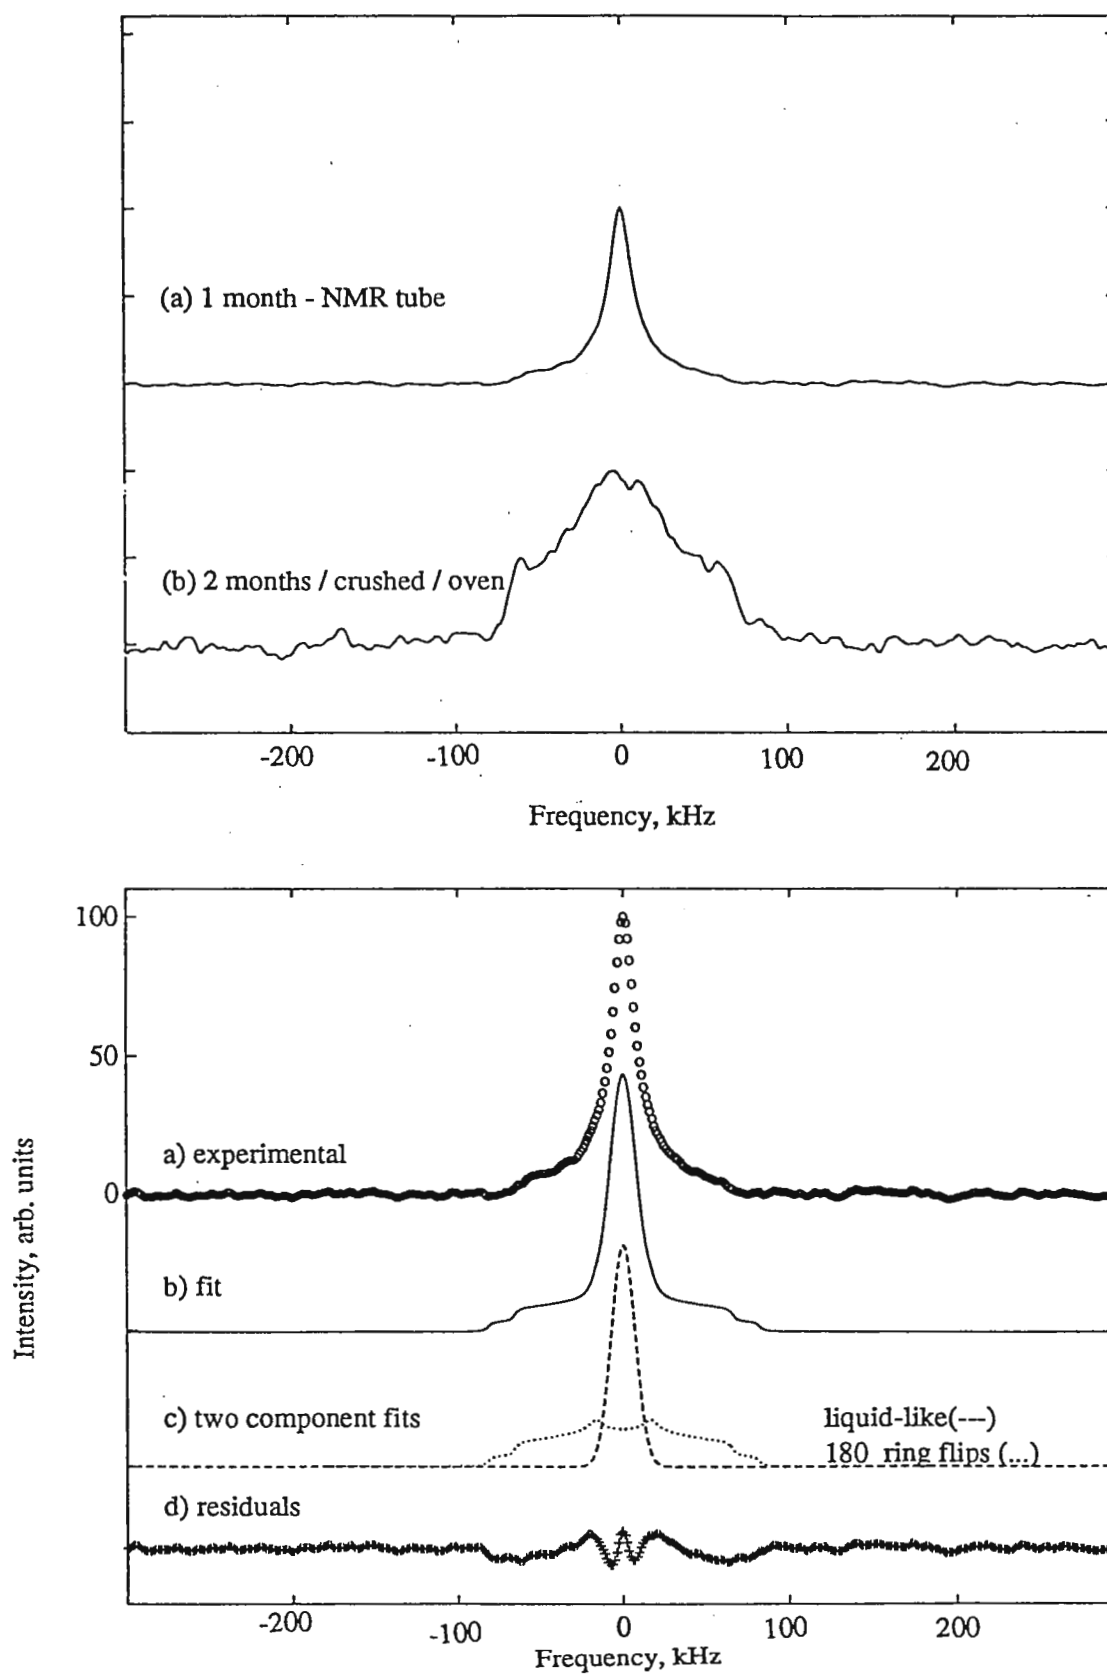 (a) 1 month - NMR tube
(b) 2 months / crushed / oven
-200 -100 0 100 200
Frequency, kHz
100
50
a) experimental
0
b) fit
Intensity, arb. units
c) two component fits
liquid-like(---)
180 ring flips (...)
d) residuals
-200 -100 0 100 200
Frequency, kHz